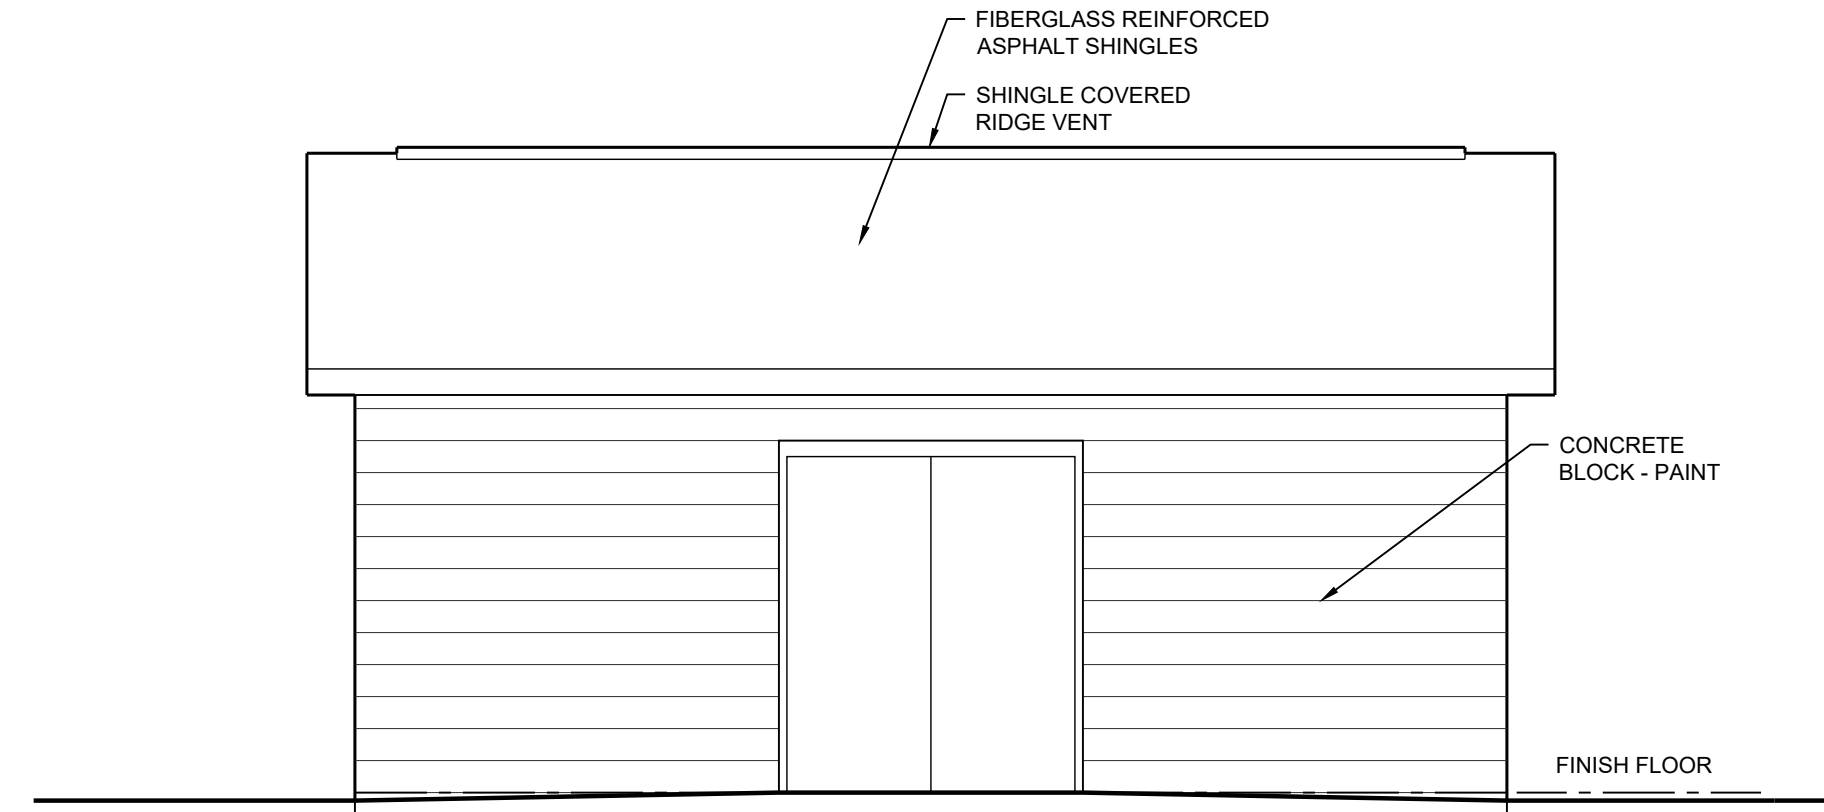 FIBERGLASS REINFORCED
ASPHALT SHINGLES
SHINGLE COVERED
RIDGE VENT
CONCRETE
BLOCK - PAINT
FINISH FLOOR